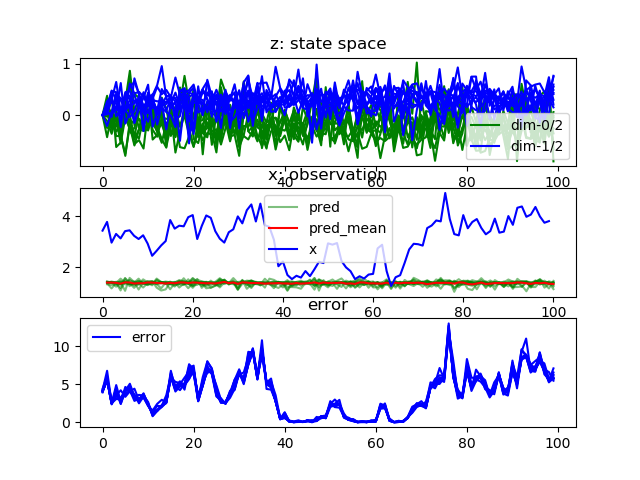 z: state space
1
0
dim-0/2
dim-1/2
0 20 40 60 80 100
x: observation
4
2
pred
pred_mean
x
0 20 40 60 80 100
error
10
5
0
error
0 20 40 60 80 100